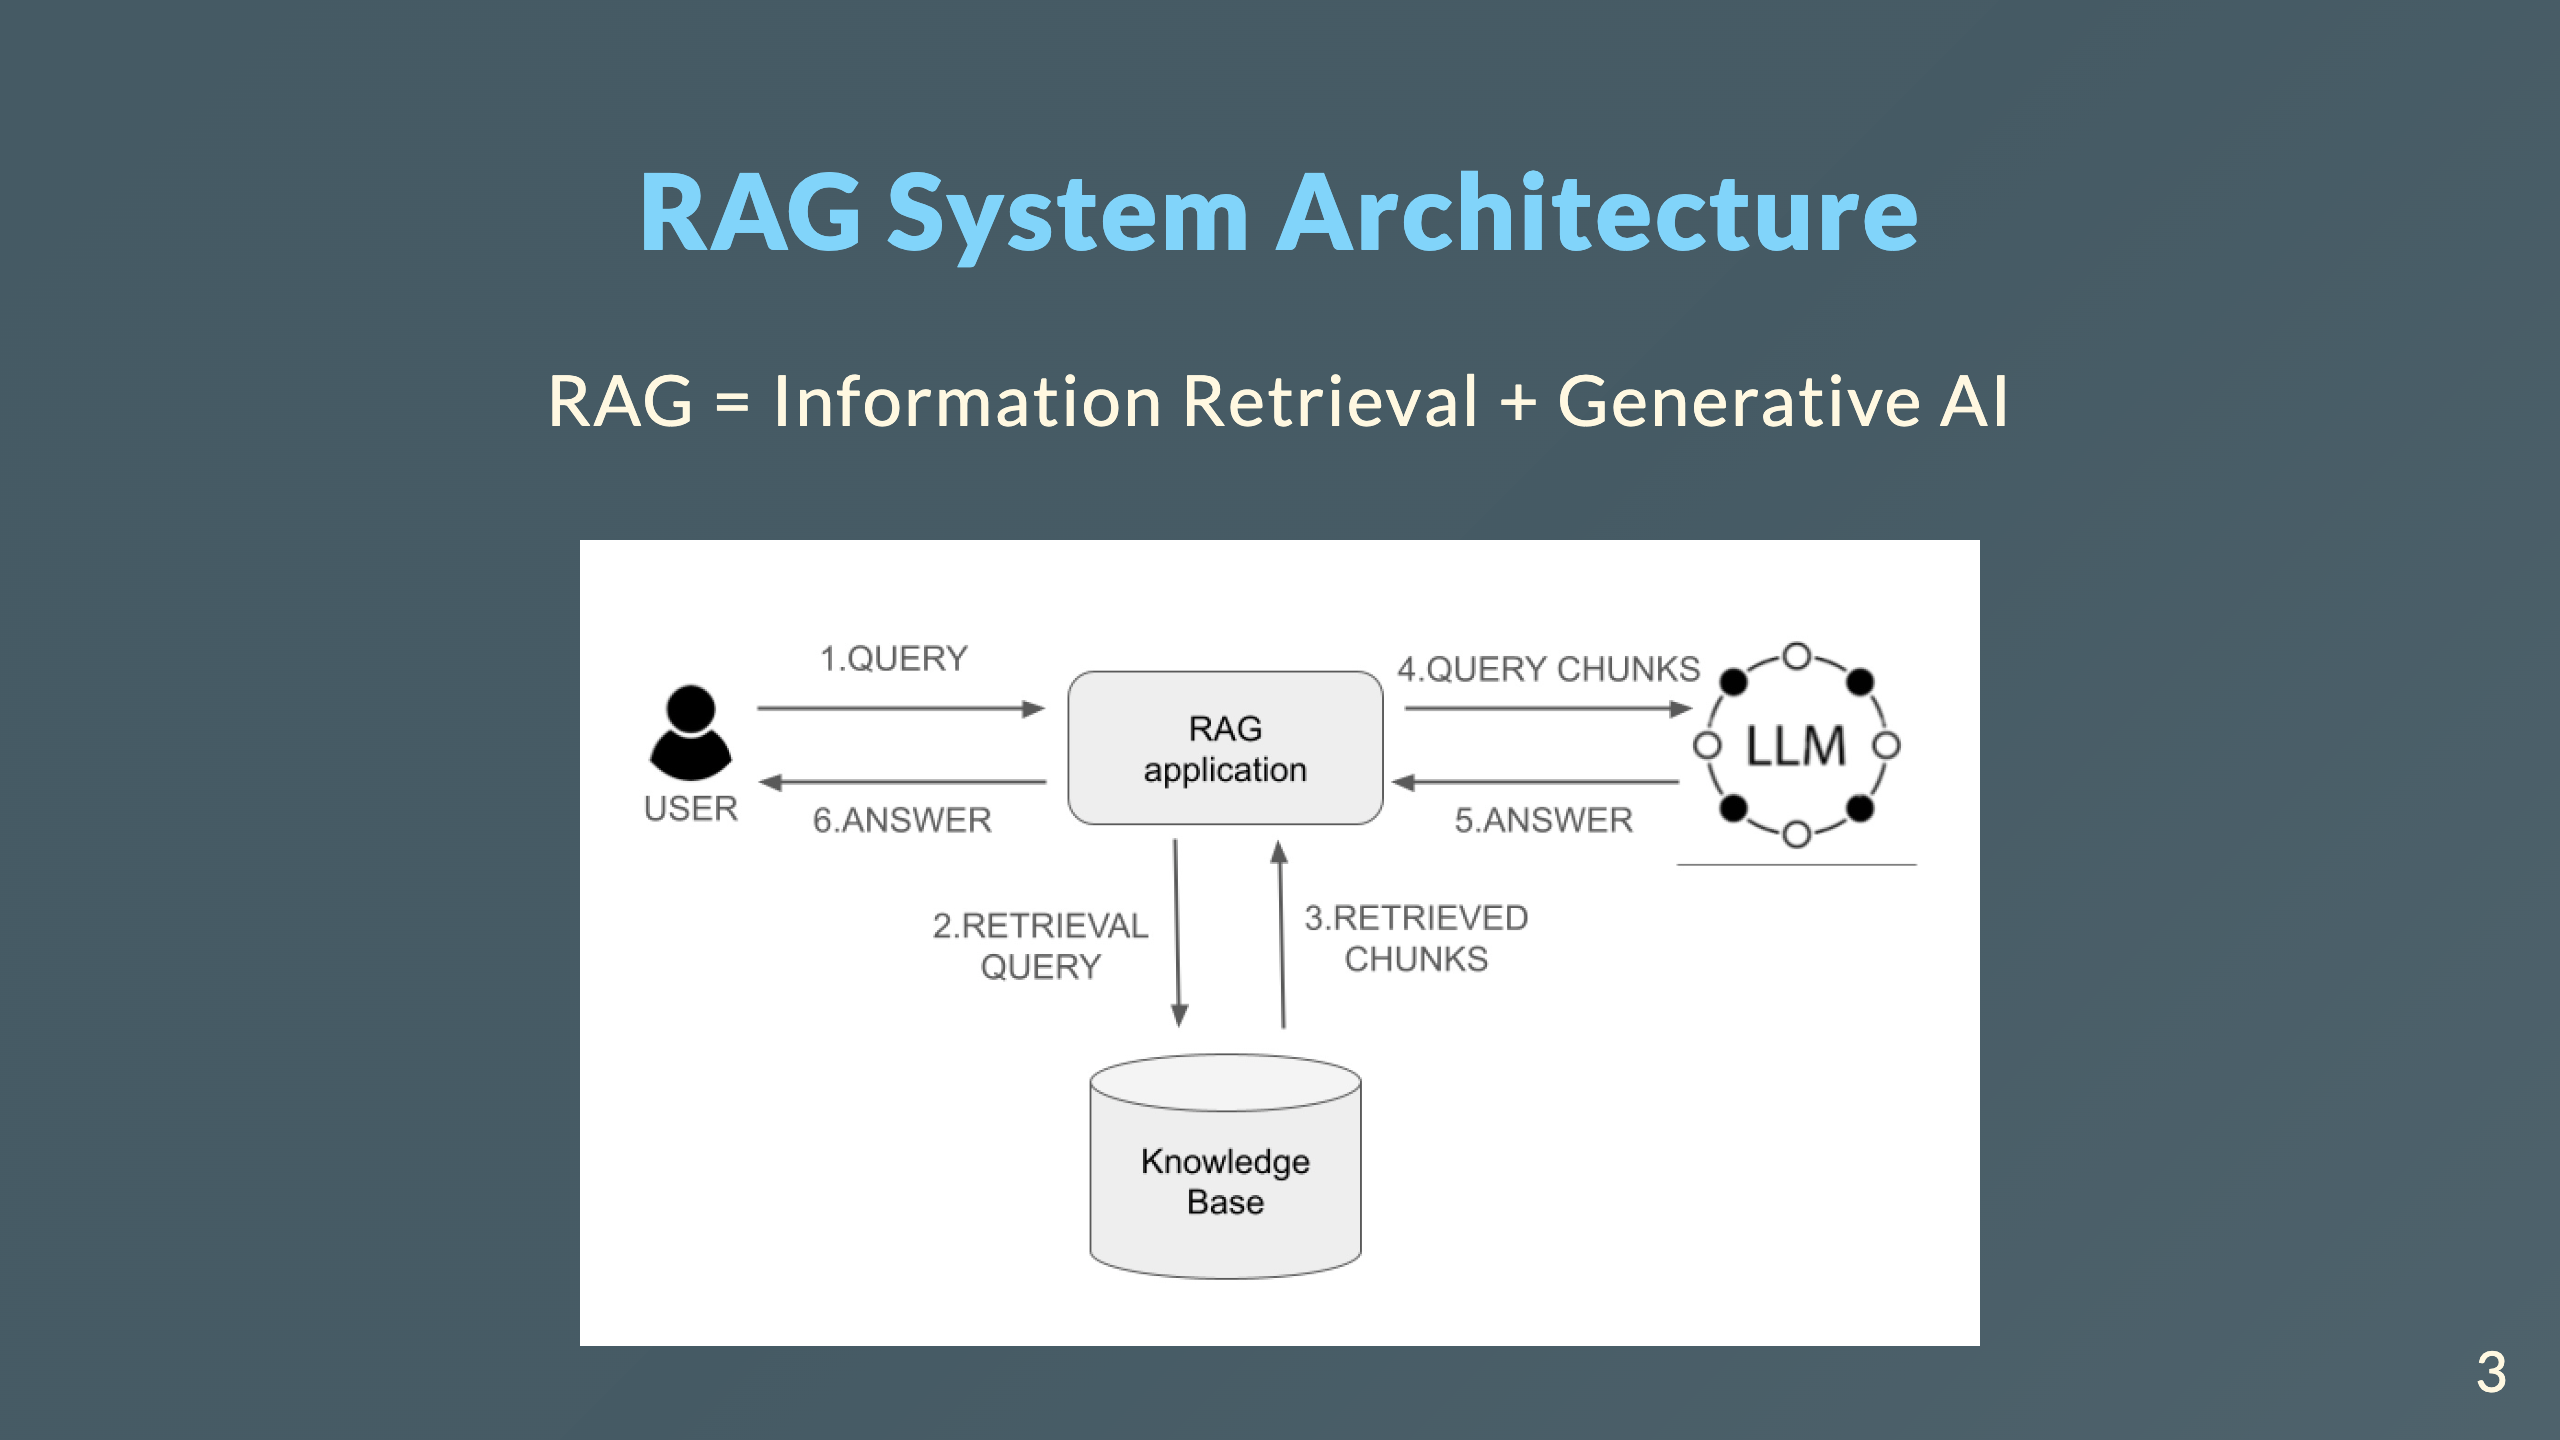 RAG System Architecture
RAG = Information Retrieval + Generative AI
1.QUERY
4.QUERY CHUNKS
RAG
application
LLM
USER
6.ANSWER
5.ANSWER
2.RETRIEVAL
QUERY
3.RETRIEVED
CHUNKS
Knowledge
Base
3